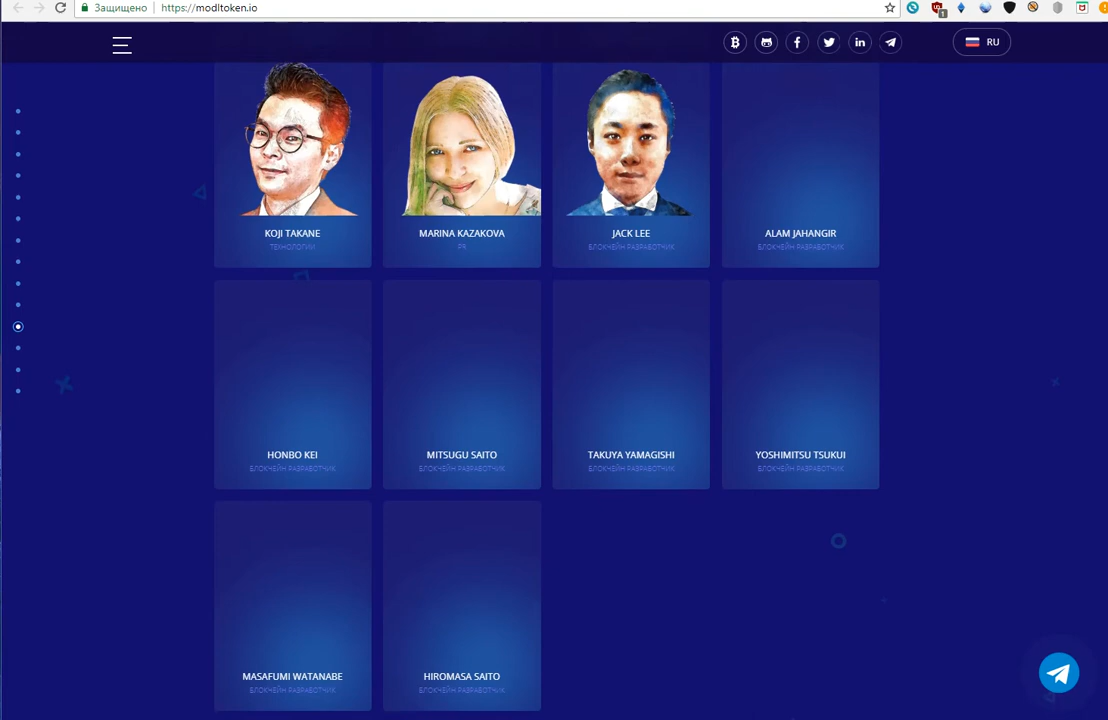 Защищено
https://modltoken.io
1
RU
KOJI TAKANE
ТЕХНОЛОГИИ
MARINA KAZAKOVA
PR
JACK LEE
БЛОКЧЕЙН РАЗРАБОТЧИК
ALAM JAHANGIR
БЛОКЧЕЙН РАЗРАБОТЧИК
HONBO KEI
БЛОКЧЕЙН РАЗРАБОТЧИК
MITSUGU SAITO
БЛОКЧЕЙН РАЗРАБОТЧИК
TAKUYA YAMAGISHI
БЛОКЧЕЙН РАЗРАБОТЧИК
YOSHIMITSU TSUKUI
БЛОКЧЕЙН РАЗРАБОТЧИК
MASAFUMI WATANABE
БЛОКЧЕЙН РАЗРАБОТЧИК
HIROMASA SAITO
БЛОКЧЕЙН РАЗРАБОТЧИК